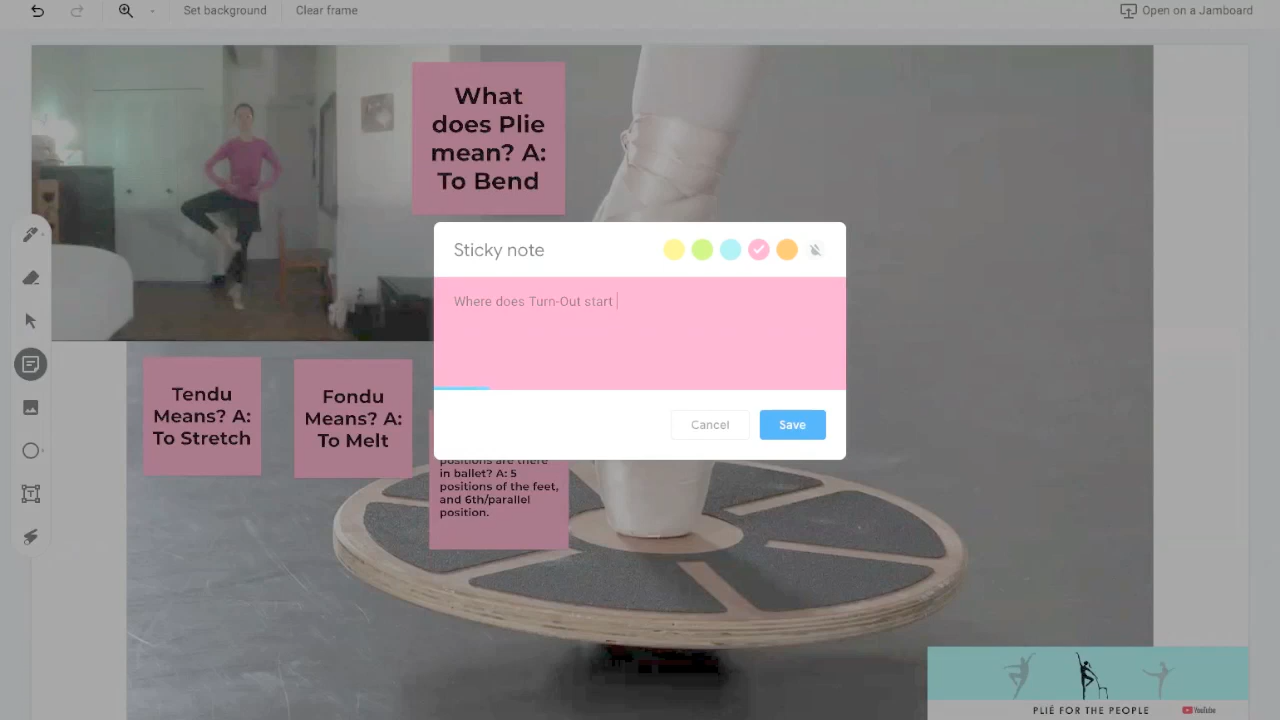 Set background
Clear frame
Open on a Jamboard
What
does Plie
mean? A:
To Bend
Sticky note
Where does Turn-Out start
Cancel
Save
Tendu
Means? A:
To Stretch
Fondu
Means? A:
To Melt
positions are there
in ballet? A: 5
positions of the feet,
and 6th/parallel
position.
PLIÉ FOR THE PEOPLE
YouTube